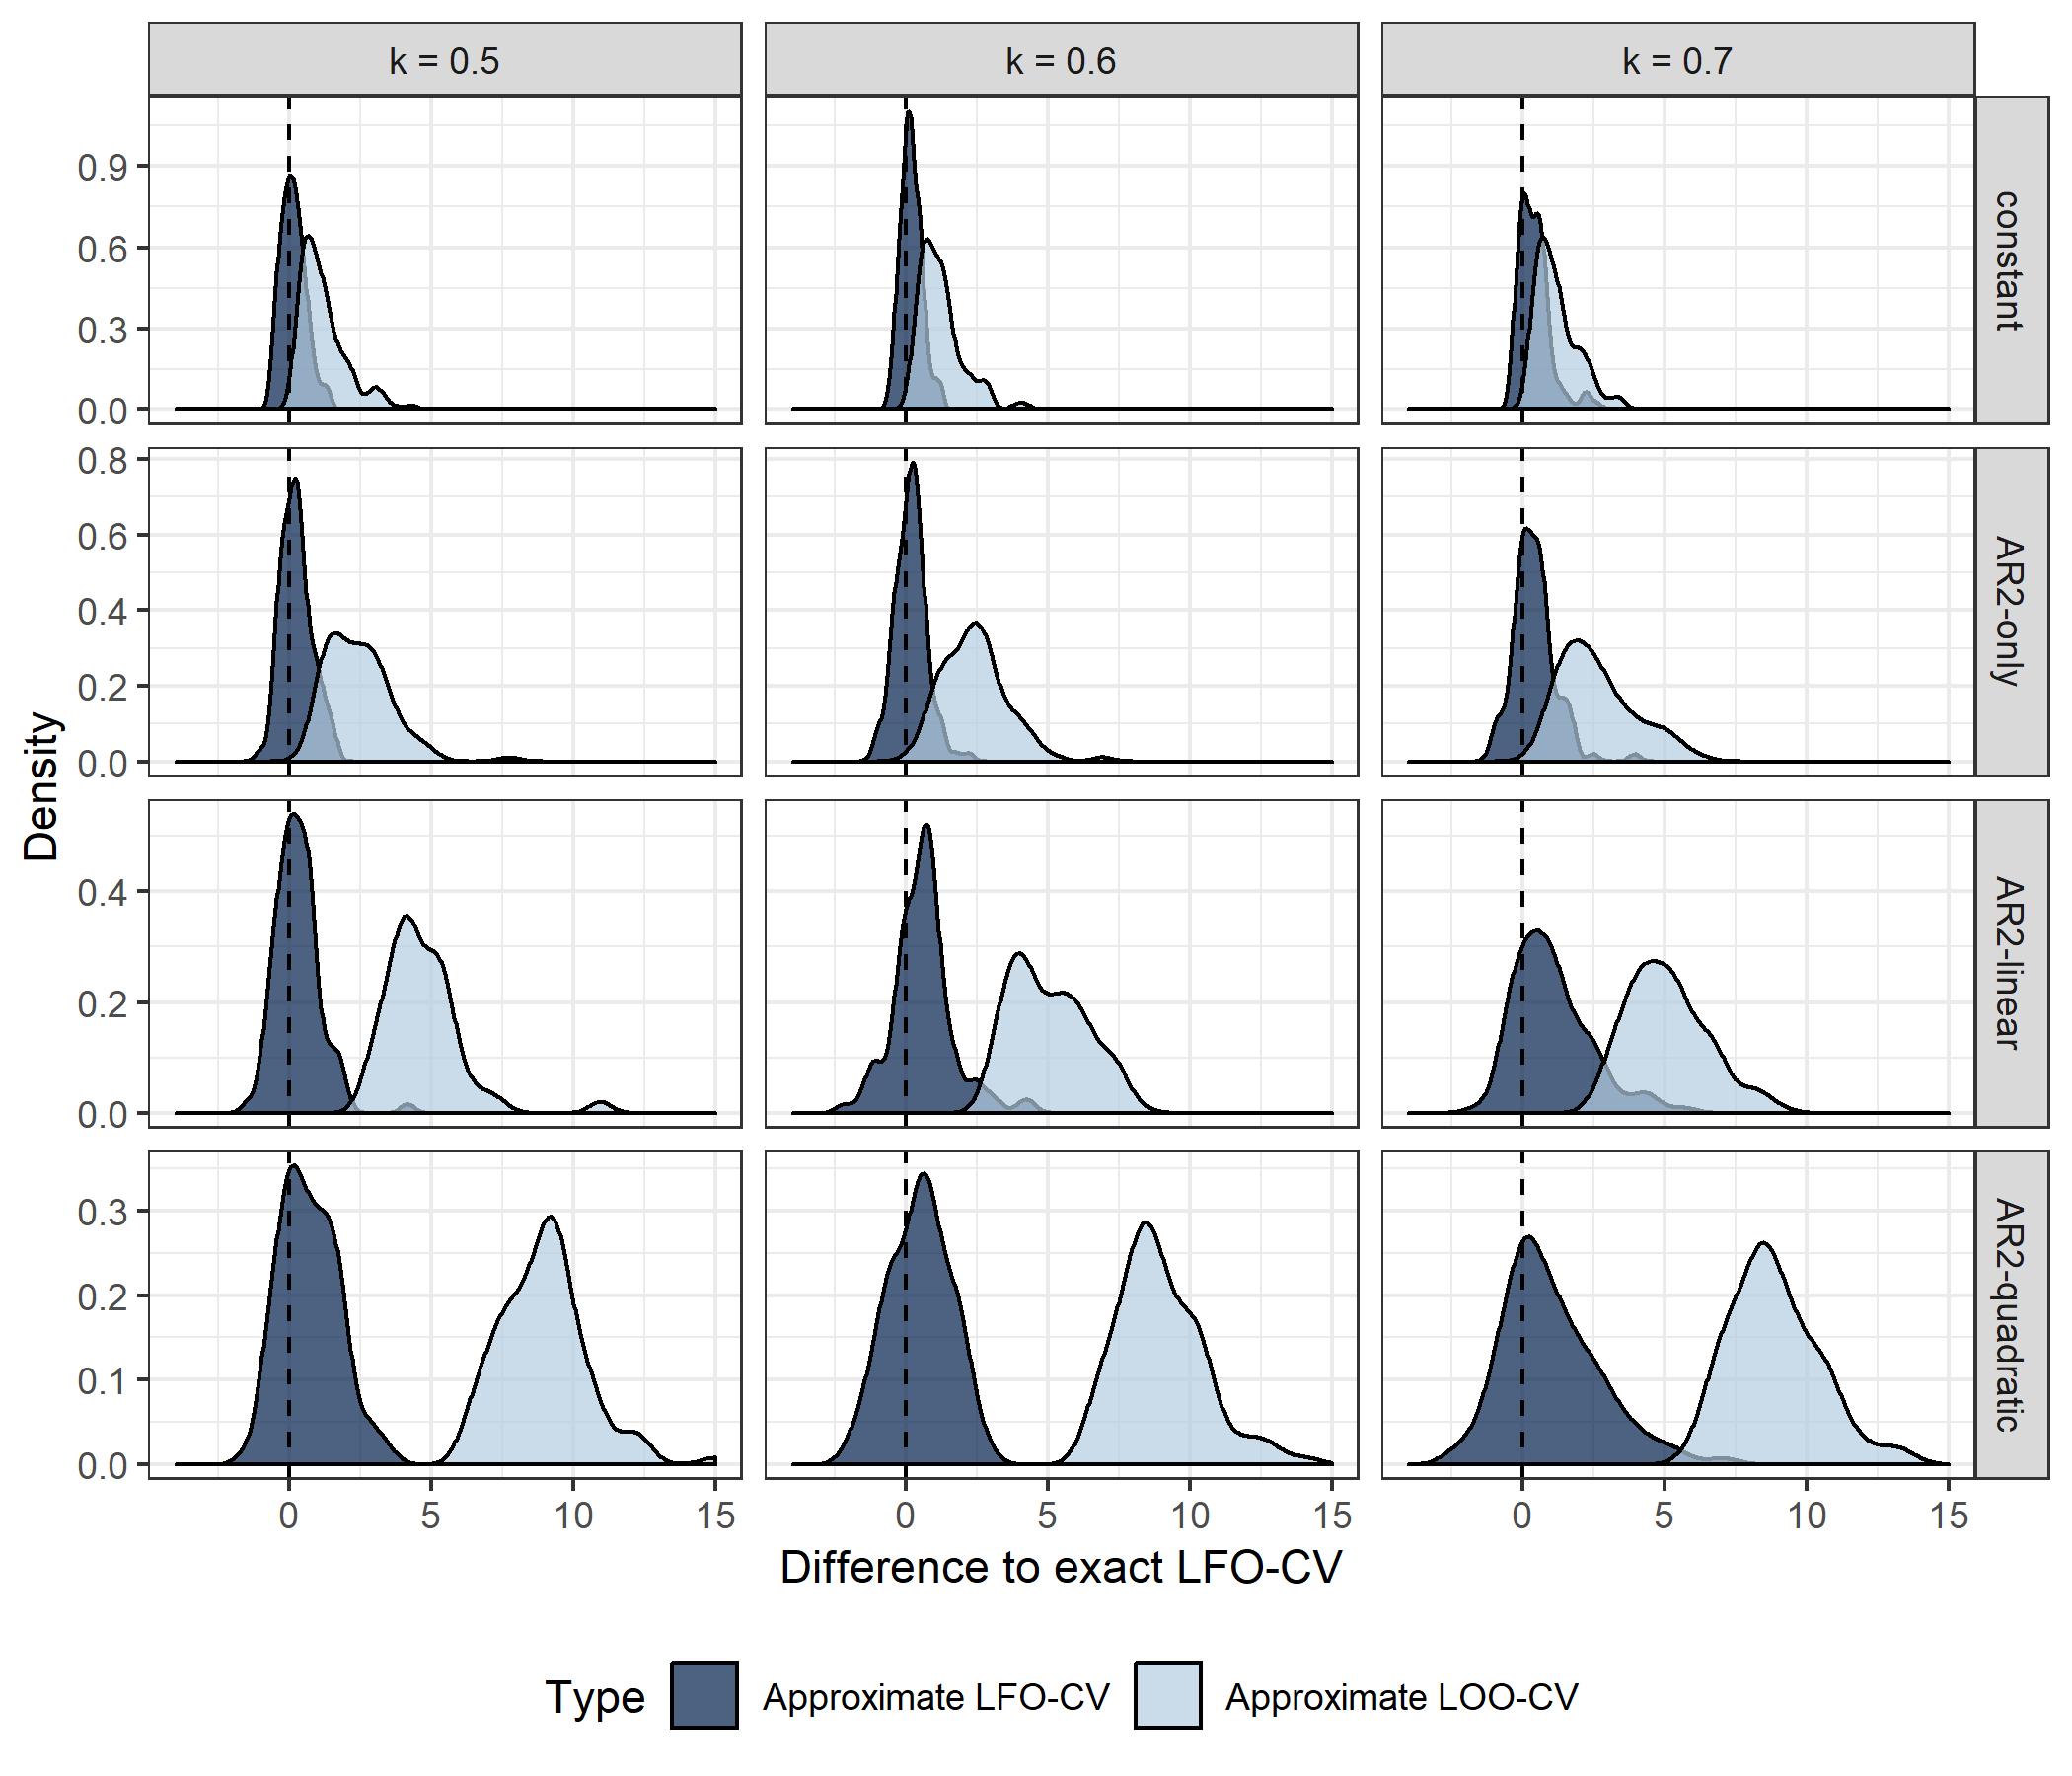 k = 0.5
k = 0.6
k = 0.7
0.9
0.6
0.3
0.0
constant
0.8
0.6
0.4
0.2
0.0
AR2-only
Density
0.4
0.2
0.0
AR2-linear
0.3
0.2
0.1
0.0
AR2-quadratic
0 5 10 15 0 5 10 15 0 5 10 15
Difference to exact LFO-CV
Type Approximate LFO-CV Approximate LOO-CV